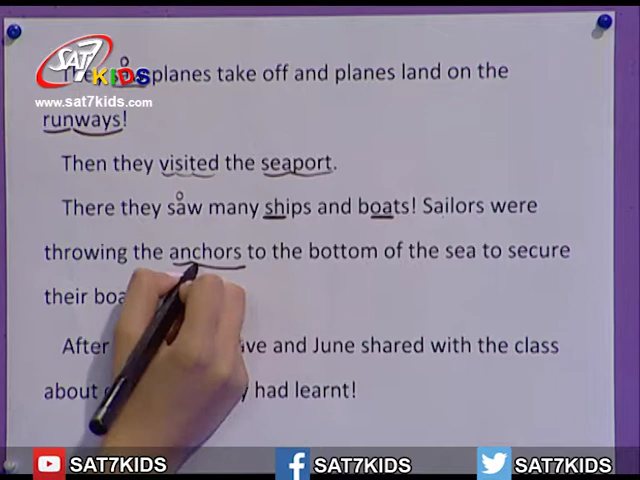 SAT7 KIDS
planes take off and planes land on the
www.sat7kids.com
runways!
Then they visited the seaport.
There they saw many ships and boats! Sailors were
throwing the anchors to the bottom of the sea to secure
their
After and June shared with the class
about had learnt!
SAT7KIDS SAT7KIDS SAT7KIDS